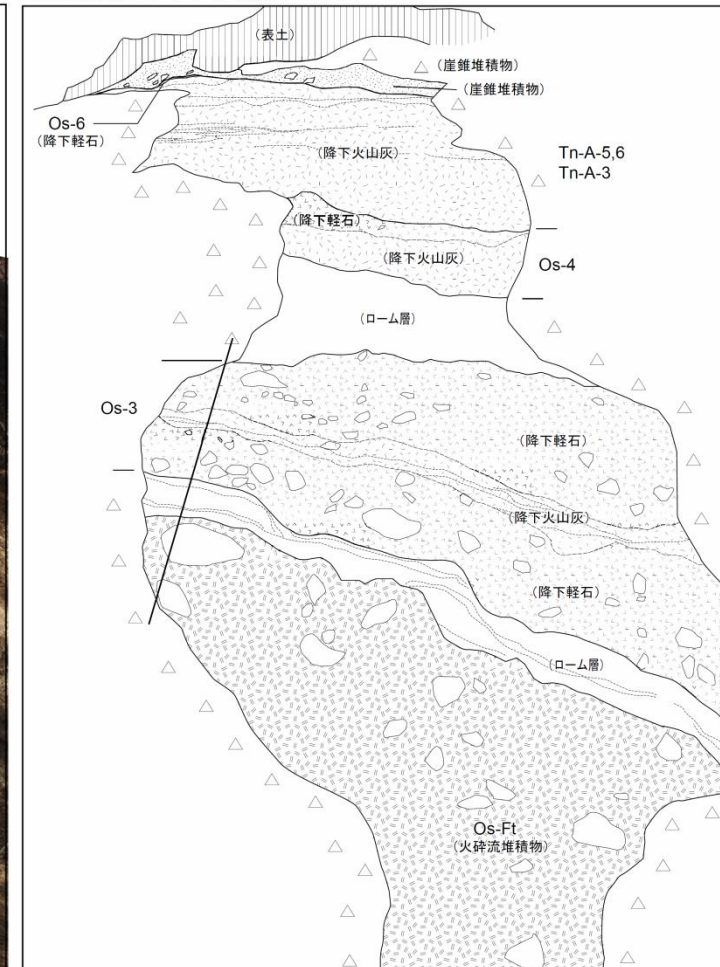 (表土)
(崖錐堆積物)
(崖錐堆積物)
Os-6
(降下軽石)
(降下火山灰)
Tn-A-5,6
Tn-A-3
(降下軽石)
(降下火山灰)
Os-4
(ローム層)
Os-3
(降下軽石)
(降下火山灰)
(降下軽石)
(ローム層)
Os-Ft
(火砕流堆積物)